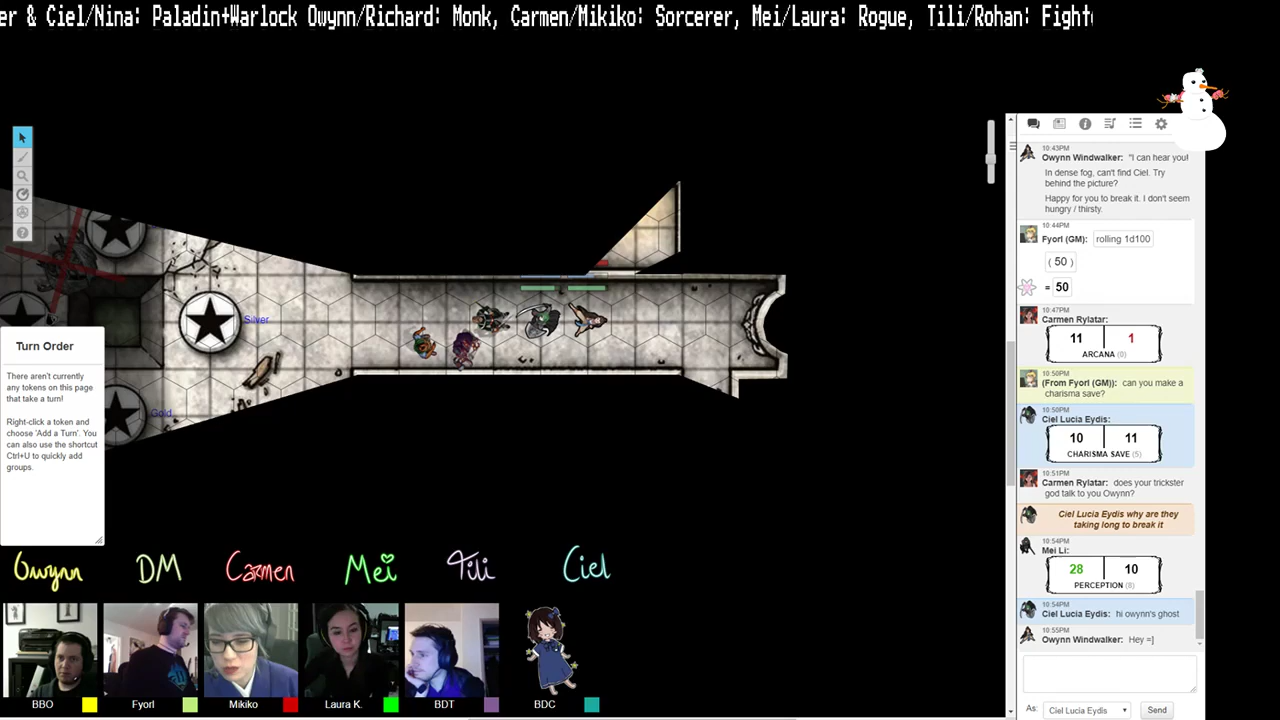 er & Ciel/Nina: Paladin+Warlock Owynn/Richard: Monk, Carmen/Mikiko: Sorcerer, Mei/Laura: Rogue, Tili/Rohan: Fight
Silver
Gold
Turn Order
There aren't currently
any tokens on this page
that take a turn!
Right-click a token and
choose 'Add a Turn'. You
can also use the shortcut
Ctrl+U to quickly add
groups.
10:43PM
Owynn Windwalker: "I can hear you!
In dense fog, can't find Ciel. Try
behind the picture?
Happy for you to break it. I don't seem
hungry / thirsty.
10:44PM
Fyorl (GM): rolling 1d100
( 50 )
= 50
10:47PM
Carmen Rylatar:
11 1
ARCANA (0)
10:50PM
(From Fyorl (GM)): can you make a
charisma save?
10:50PM
Ciel Lucia Eydis:
10 11
CHARISMA SAVE (5)
10:51PM
Carmen Rylatar: does your trickster
god talk to you Owynn?
Ciel Lucia Eydis why are they
taking long to break it
10:54PM
Mei Li:
28 10
PERCEPTION (8)
10:54PM
Ciel Lucia Eydis: hi owynn's ghost
10:55PM
Owynn Windwalker: Hey =]
As: Ciel Lucia Eydis Send
Owynn DM Carmen Mei Tili Ciel
BBO Fyorl Mikiko Laura K. BDT BDC